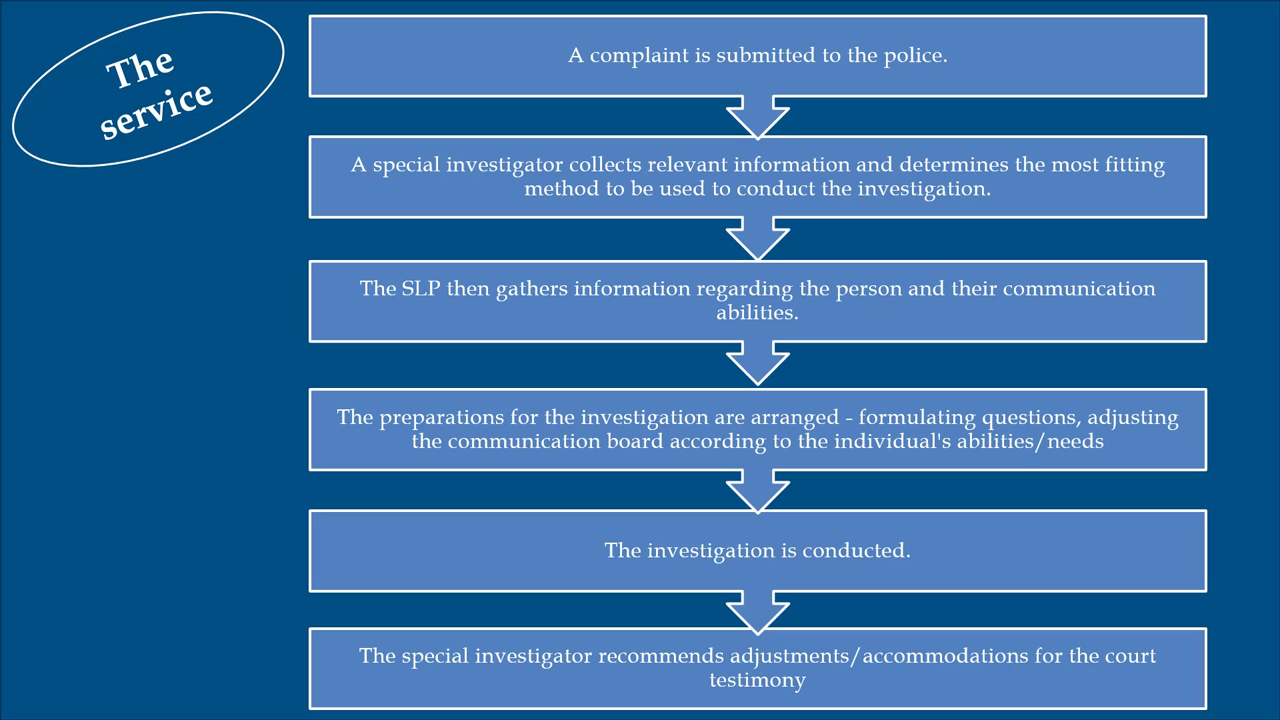 The
service
A complaint is submitted to the police.
A special investigator collects relevant information and determines the most fitting
method to be used to conduct the investigation.
The SLP then gathers information regarding the person and their communication
abilities.
The preparations for the investigation are arranged - formulating questions, adjusting
the communication board according to the individual's abilities/needs
The investigation is conducted.
The special investigator recommends adjustments/accommodations for the court
testimony